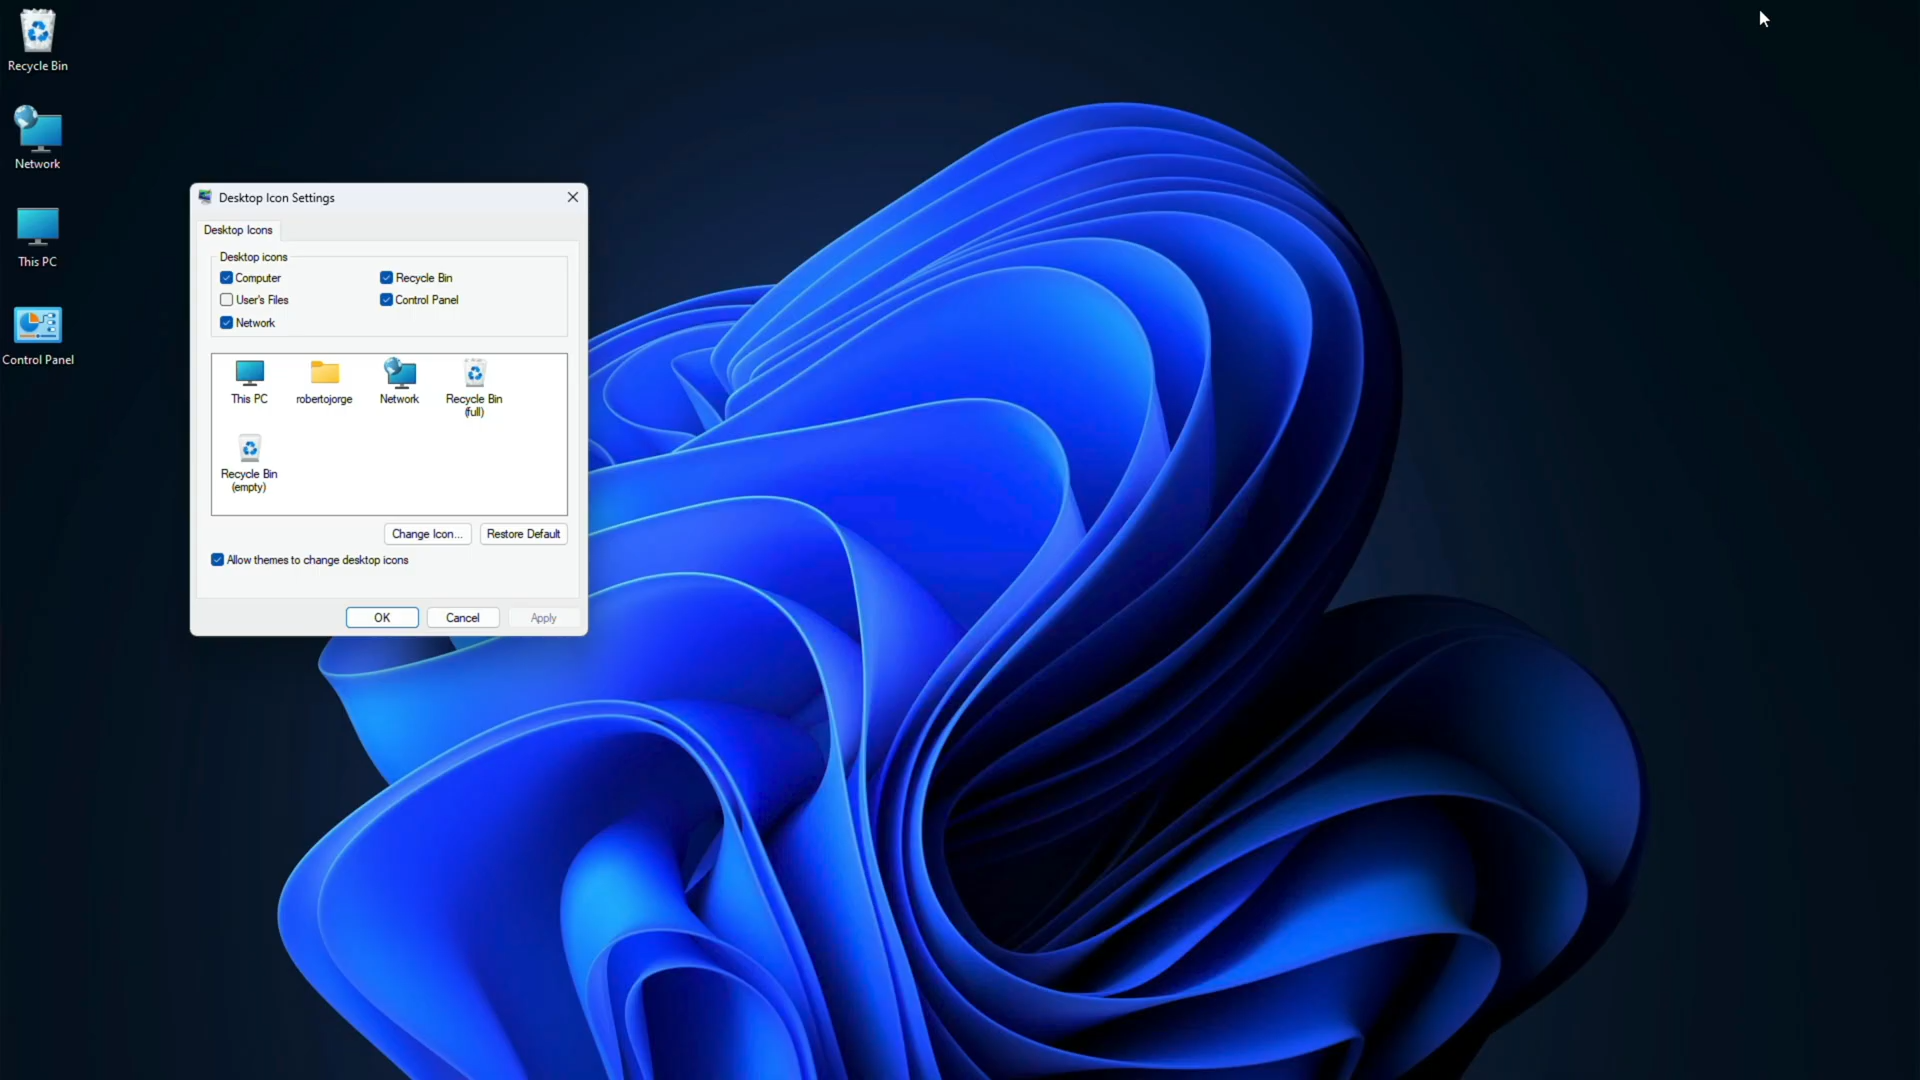 Recycle Bin
Network
This PC
Control Panel
Desktop Icon Settings
Desktop Icons
Desktop icons
Computer
Recycle Bin
User's Files
Control Panel
Network
This PC
robertojorge
Network
Recycle Bin
(full)
Recycle Bin
(empty)
Change Icon...
Restore Default
Allow themes to change desktop icons
OK
Cancel
Apply